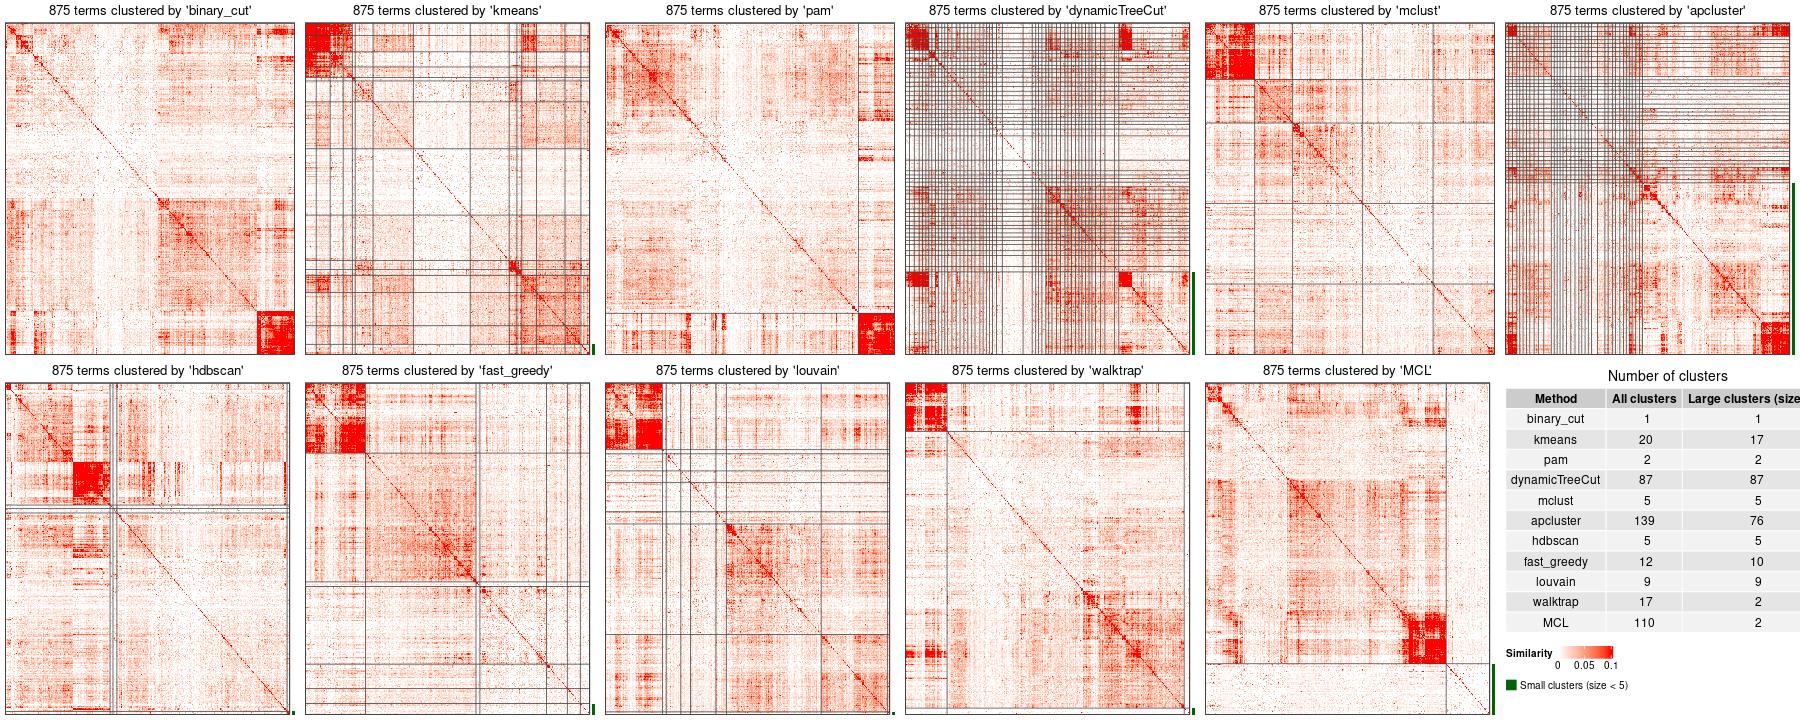 875 terms clustered by 'binary_cut'
875 terms clustered by 'kmeans'
875 terms clustered by 'pam'
875 terms clustered by 'dynamicTreeCut'
875 terms clustered by 'mclust'
875 terms clustered by 'apcluster'
875 terms clustered by 'hdbscan'
875 terms clustered by 'fast_greedy'
875 terms clustered by 'louvain'
875 terms clustered by 'walktrap'
875 terms clustered by 'MCL'
Number of clusters
Method All clusters Large clusters (size
binary_cut 1 1
kmeans 20 17
pam 2 2
dynamicTreeCut 87 87
mclust 5 5
apcluster 139 76
hdbscan 5 5
fast_greedy 12 10
louvain 9 9
walktrap 17 2
MCL 110 2
Similarity
0 0.05 0.1
Small clusters (size < 5)